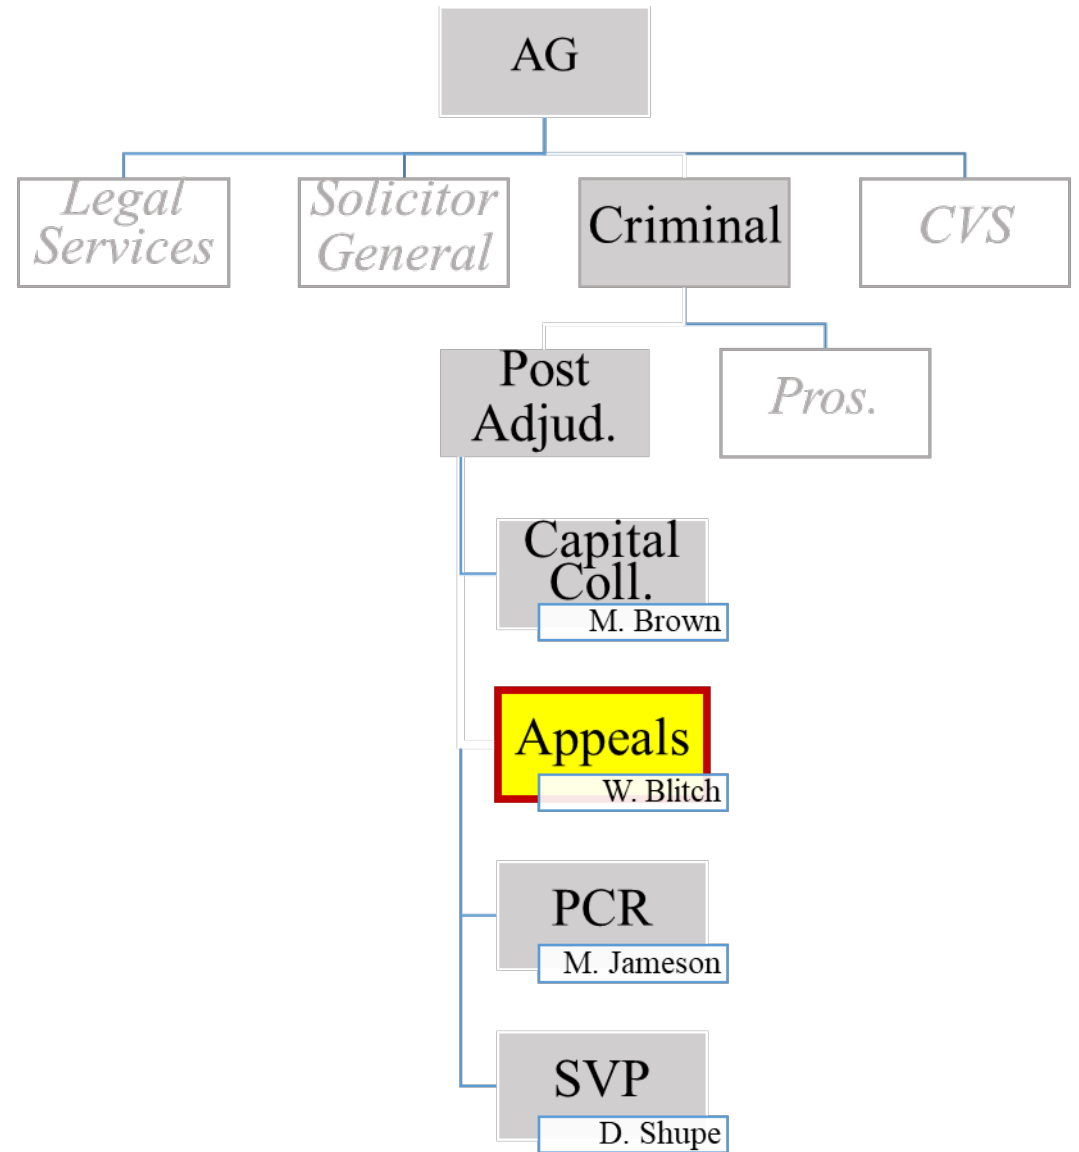 AG
Legal
Services
Solicitor
General
Criminal
CVS
Post
Adjud.
Pros.
Capital
Coll.
M. Brown
Appeals
W. Blitch
PCR
M. Jameson
SVP
D. Shupe